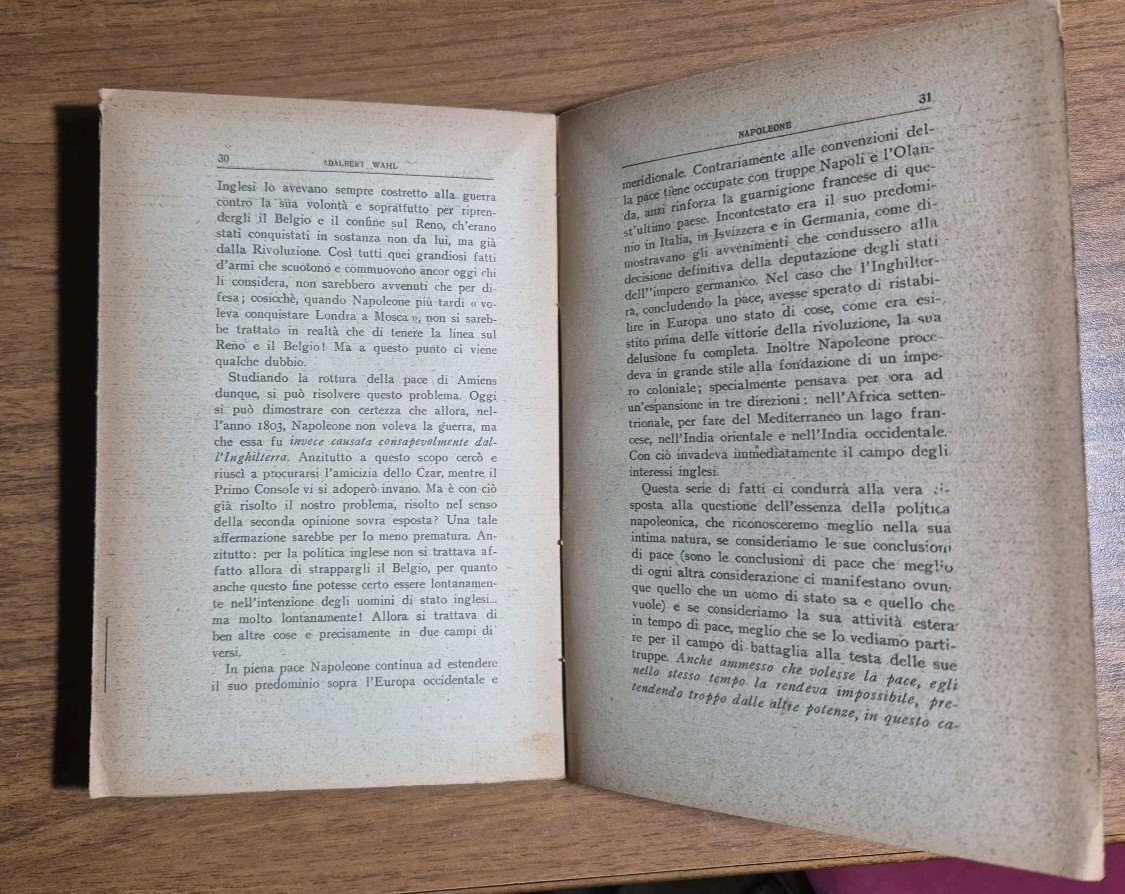 30
ADALBERT WAHL
Inglesi lo avevano sempre costretto alla guerra
contro la sua volontà e soprattutto per ripren-
dergli il Belgio e il confine sul Reno, ch'erano
stati conquistati in sostanza non da lui, ma già
dalla Rivoluzione. Così tutti quei grandiosi fatti
d'armi che scuotono e commuovono ancor oggi chi
li considera, non sarebbero avvenuti che per di-
fesa; cosicchè, quando Napoleone più tardi « vo-
leva conquistare Londra a Mosca », non si sareb-
be trattato in realtà che di tenere la linea sul
Reno e il Belgio! Ma a questo punto ci viene
qualche dubbio.
Studiando la rottura della pace di Amiens
dunque, si può risolvere questo problema. Oggi
si può dimostrare con certezza che allora, nel-
l'anno 1803, Napoleone non voleva la guerra, ma
che essa fu invece causata consapevolmente dal-
l'Inghilterra. Anzitutto a questo scopo cercò e
riuscì a procurarsi l'amicizia dello Czar, mentre il
Primo Console vi si adoperò invano. Ma è con ciò
già risolto il nostro problema, risolto nel senso
della seconda opinione sovra esposta? Una tale
affermazione sarebbe per lo meno prematura. An-
zitutto: per la politica inglese non si trattava af-
fatto allora di strappargli il Belgio, per quanto
anche questo fine potesse certo essere lontanamen-
te nell'intenzione degli uomini di stato inglesi...
ma molto lontanamente! Allora si trattava di
ben altre cose e precisamente in due campi di
versi.
In piena pace Napoleone continua ad estendere
il suo predominio sopra l'Europa occidentale e
31
NAPOLEONE
meridionale. Contrariamente alle convenzioni del-
la pace tiene occupate con truppe Napoli e l'Olan-
da, anzi rinforza la guarnigione francese di que-
st'ultimo paese. Incontestato era il suo predomi-
nio in Italia, in Isvizzera e in Germania, come di-
mostravano gli avvenimenti che condussero alla
decisione definitiva della deputazione degli stati
dell''impero germanico. Nel caso che l'Inghilter-
ra, concludendo la pace, avesse sperato di ristabi-
lire in Europa uno stato di cose, come era esi-
stito prima delle vittorie della rivoluzione, la sua
delusione fu completa. Inoltre Napoleone proce-
deva in grande stile alla fondazione di un impe-
ro coloniale; specialmente pensava per ora ad
un'espansione in tre direzioni: nell'Africa setten-
trionale, per fare del Mediterraneo un lago fran-
cese, nell'India orientale e nell'India occidentale.
Con ciò invadeva immediatamente il campo degli
interessi inglesi.
Questa serie di fatti ci condurrà alla vera ri-
sposta alla questione dell'essenza della politica
napoleonica, che riconosceremo meglio nella sua
intima natura, se consideriamo le sue conclusioni
di pace (sono le conclusioni di pace che meglio
di ogni altra considerazione ci manifestano ovun-
que quello che un uomo di stato sa e quello che
vuole) e se consideriamo la sua attività estera
in tempo di pace, meglio che se lo vediamo parti-
re per il campo di battaglia alla testa delle sue
truppe. Anche ammesso che volesse la pace, egli
nello stesso tempo la rendeva impossibile, pre-
tendendo troppo dalle altre potenze, in questo ca-